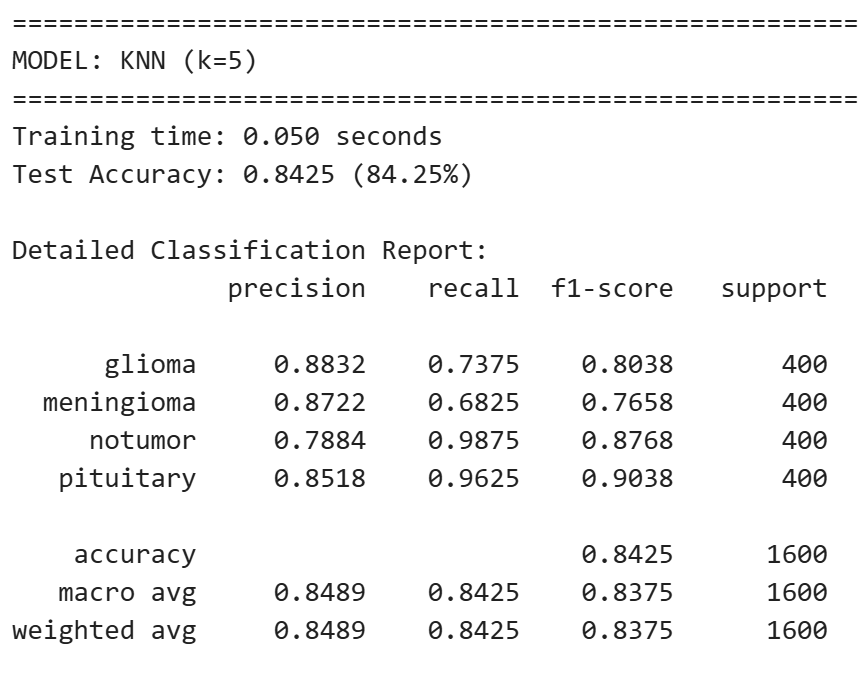 =======================================================
MODEL: KNN (k=5)
=======================================================
Training time: 0.050 seconds
Test Accuracy: 0.8425 (84.25%)

Detailed Classification Report:
              precision    recall  f1-score   support

      glioma     0.8832    0.7375    0.8038       400
  meningioma     0.8722    0.6825    0.7658       400
     notumor     0.7884    0.9875    0.8768       400
   pituitary     0.8518    0.9625    0.9038       400

    accuracy                         0.8425      1600
   macro avg     0.8489    0.8425    0.8375      1600
weighted avg     0.8489    0.8425    0.8375      1600